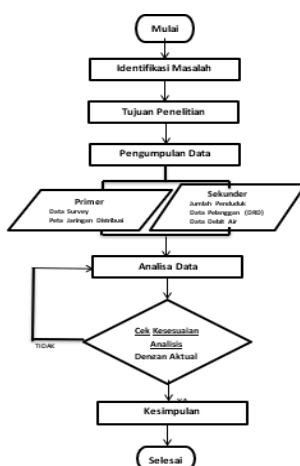 Mulai
Identifikasi Masalah
Tujuan Penelitian
Pengumpulan Data
Primer
Data Survey
Peta Jaringan Distribusi
Sekunder
Jumlah Penduduk
Data Pelanggan (DRD)
Data Debit Air
Analisa Data
Cek Kesesuaian
Analisis
Dengan Aktual
TIDAK
Kesimpulan
Selesai